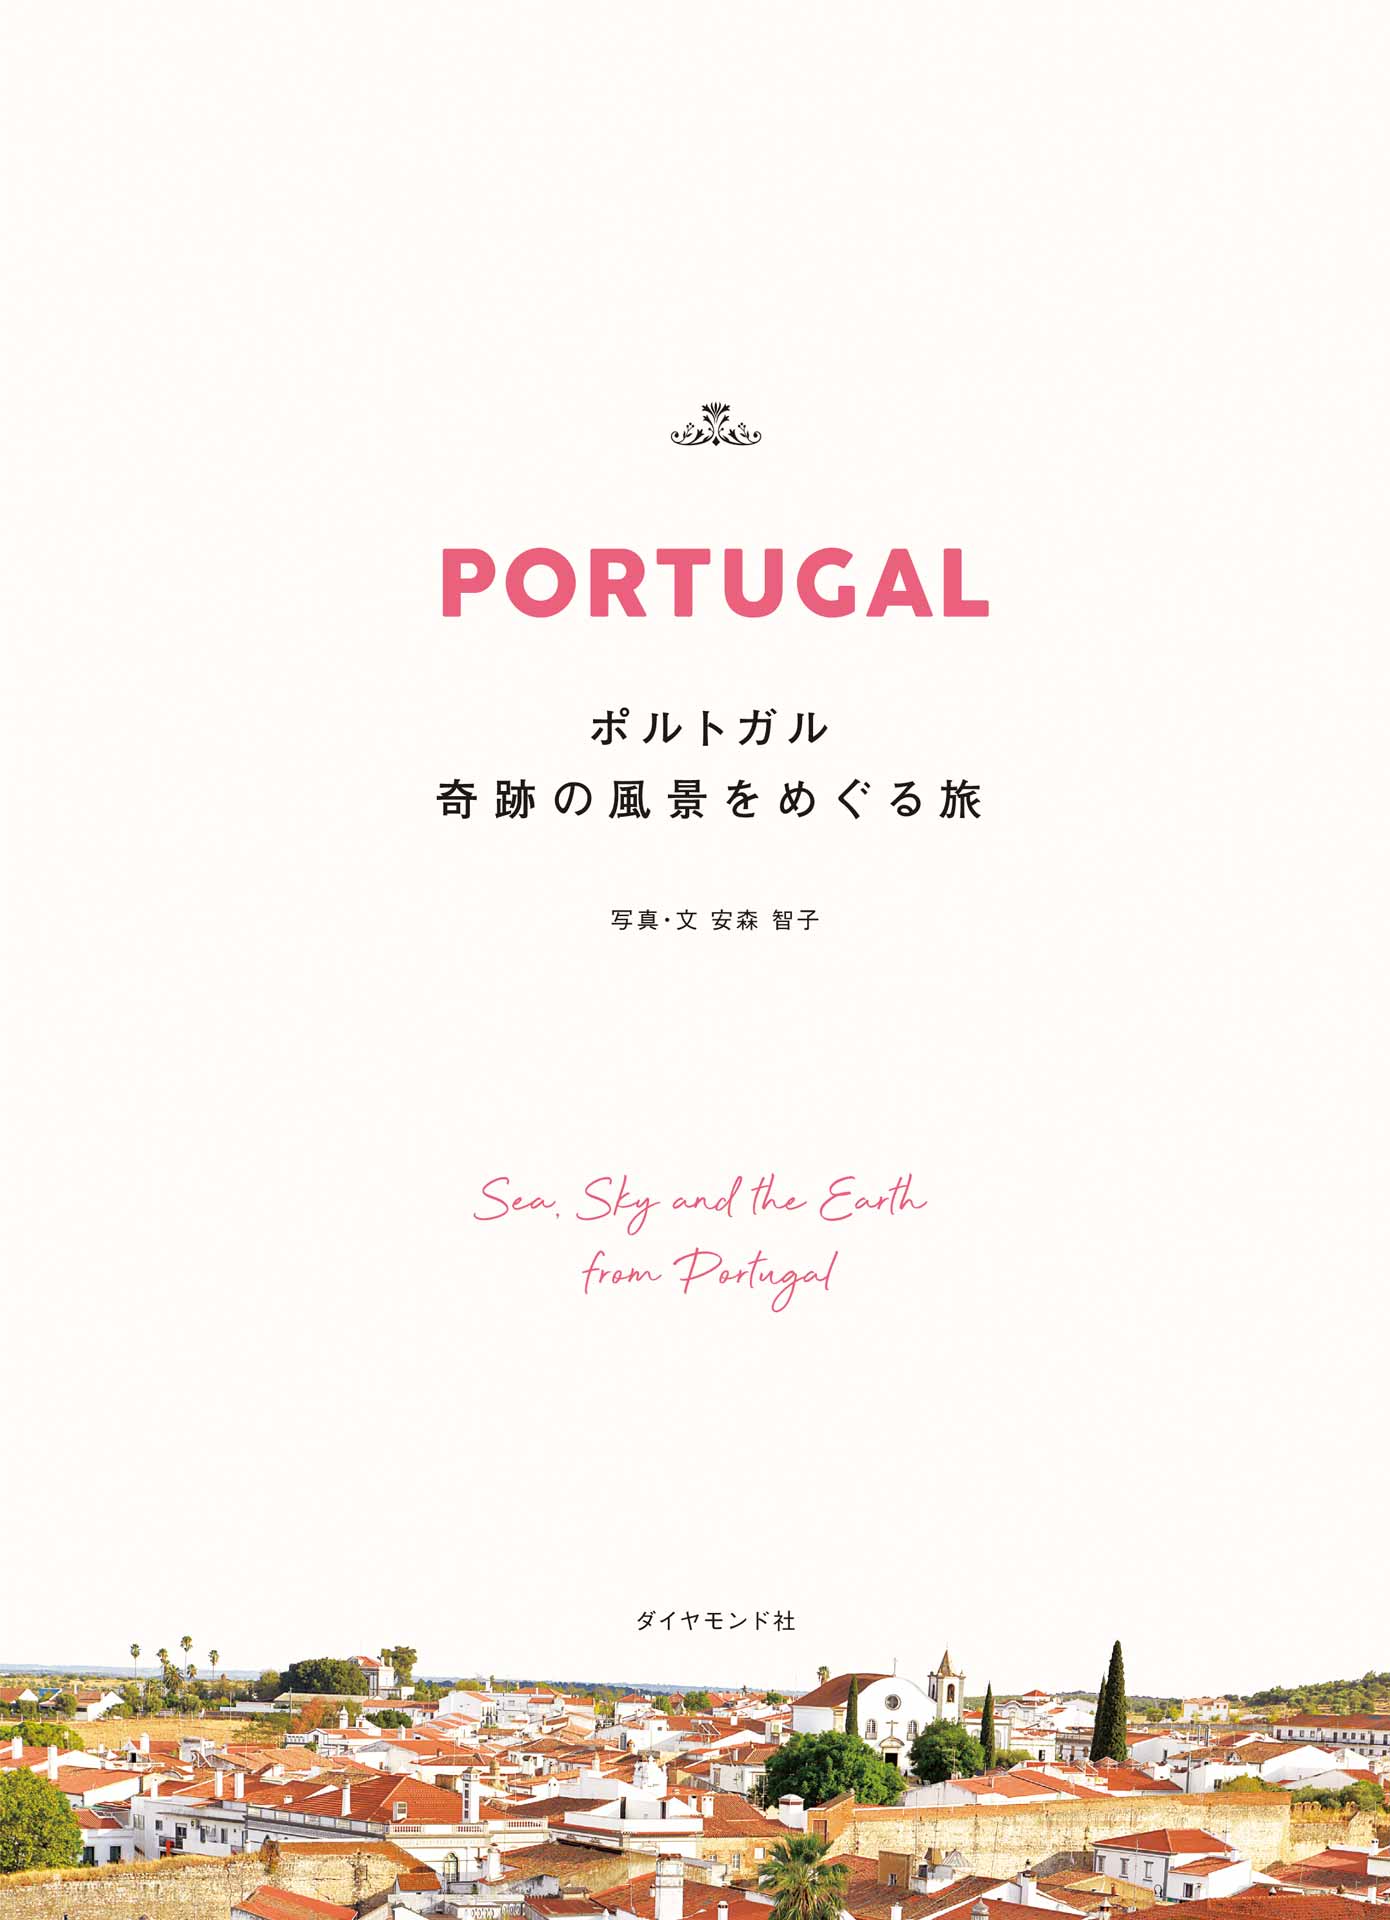 PORTUGAL
ポルトガル
奇跡の風景をめぐる旅
写真・文 安森 智子
Sea, Sky and the Earth
from Portugal
ダイヤモンド社